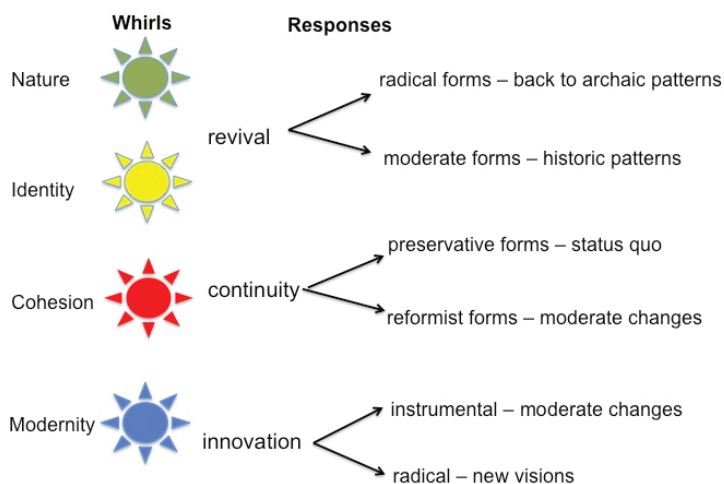 Whirls
Responses
Nature
radical forms – back to archaic patterns
revival
moderate forms – historic patterns
Identity
preservative forms – status quo
Cohesion
continuity
reformist forms – moderate changes
Modernity
instrumental – moderate changes
innovation
radical – new visions